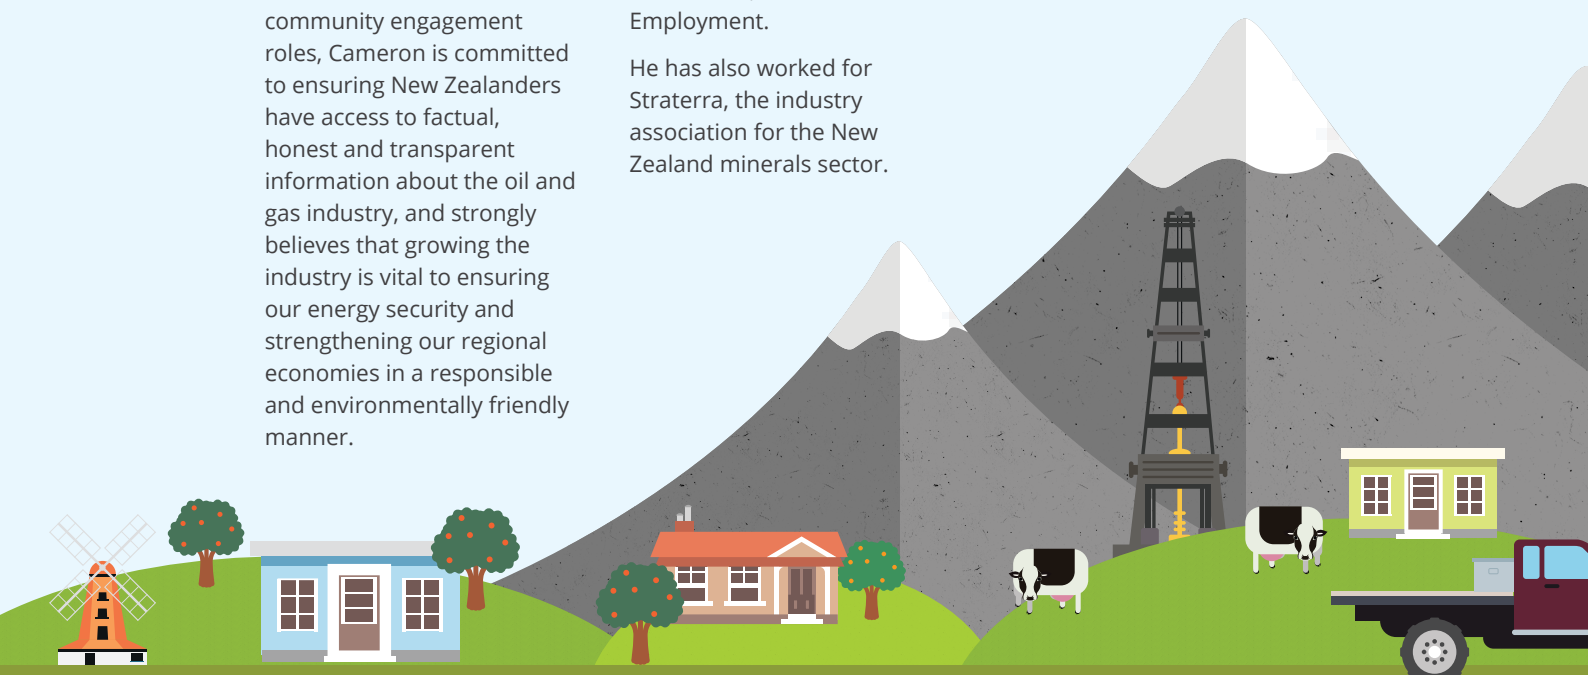 community engagement
roles, Cameron is committed
to ensuring New Zealanders
have access to factual,
honest and transparent
information about the oil and
gas industry, and strongly
believes that growing the
industry is vital to ensuring
our energy security and
strengthening our regional
economies in a responsible
and environmentally friendly
manner.
Employment.
He has also worked for
Straterra, the industry
association for the New
Zealand minerals sector.